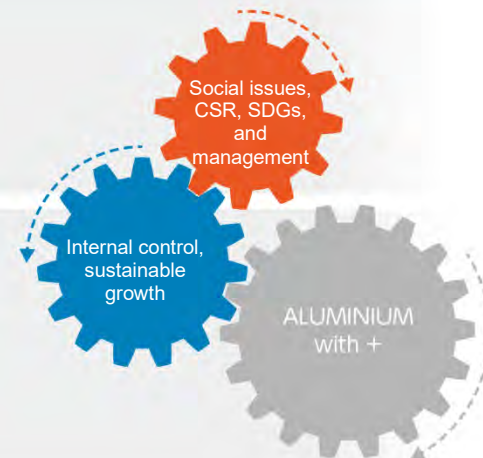 Social issues,
CSR, SDGs,
and
management
Internal control,
sustainable
growth
ALUMINIUM
with +